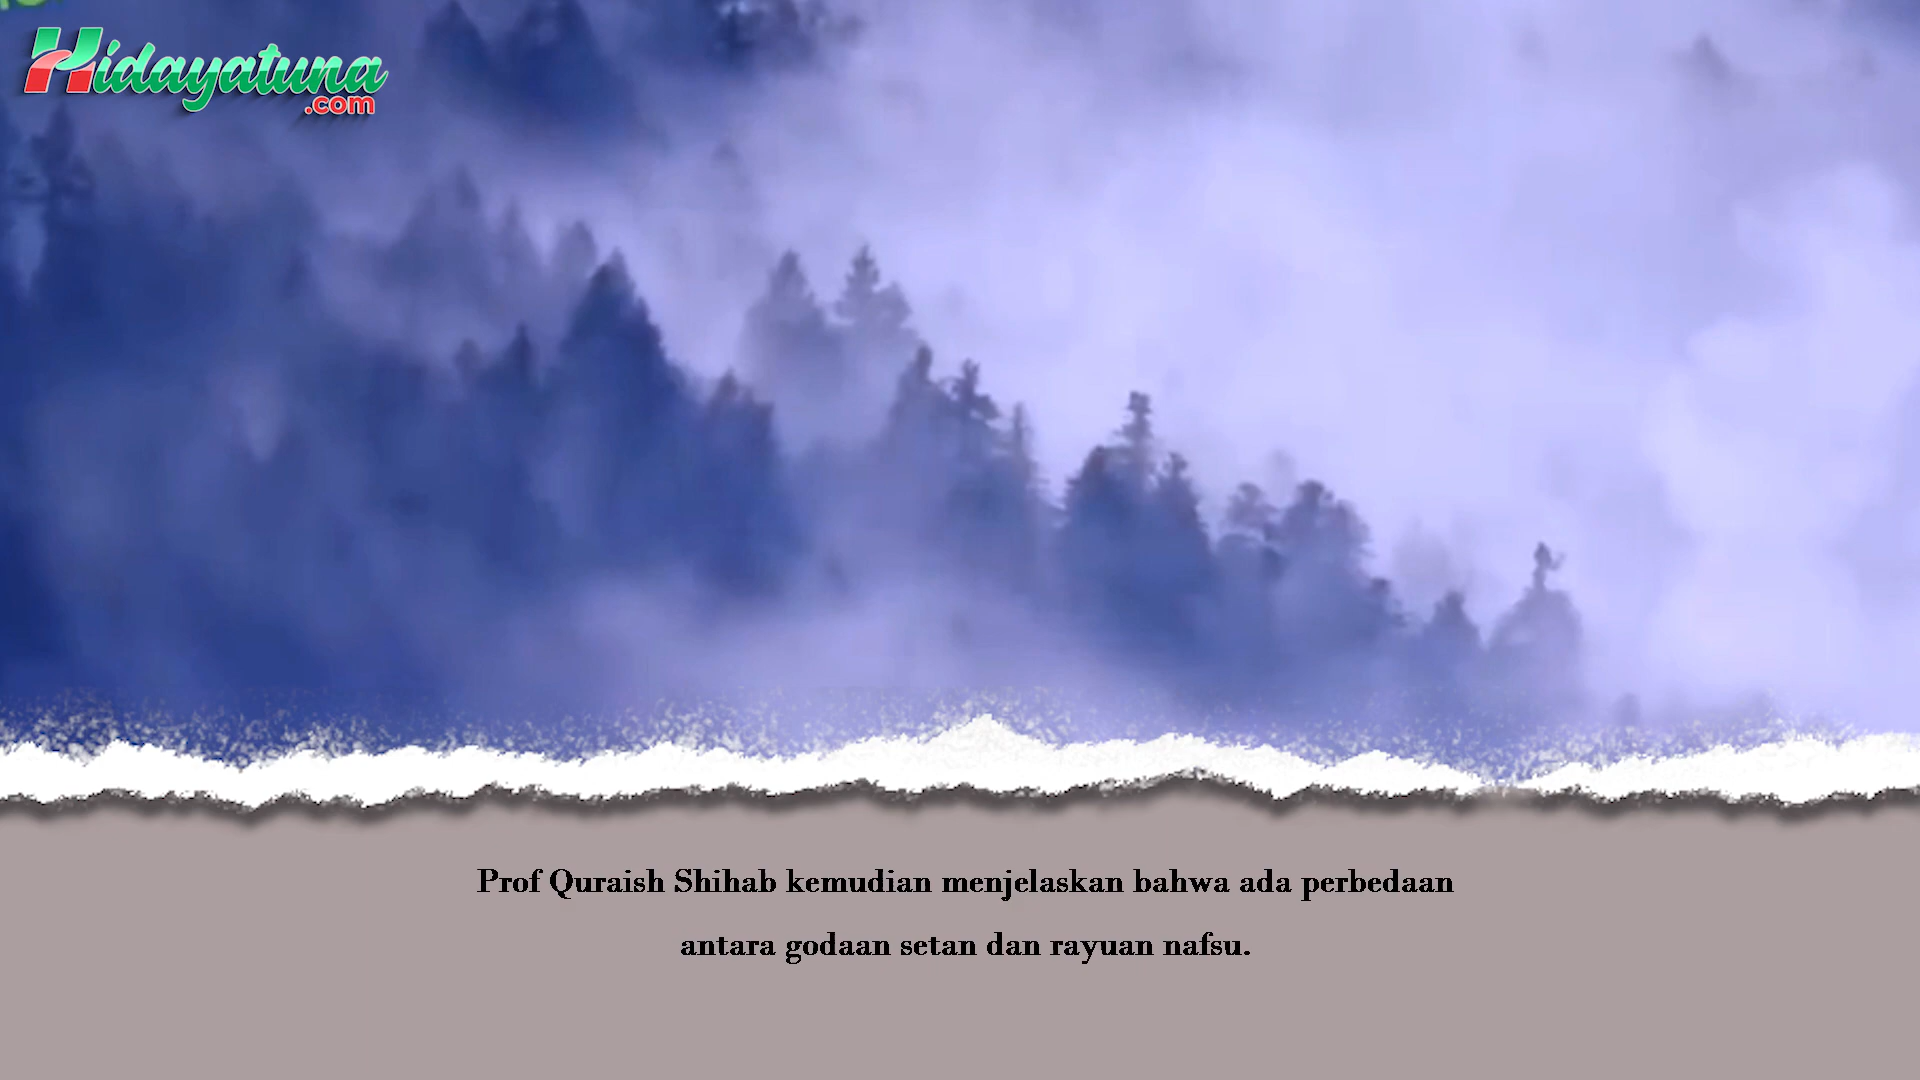 Hidayatuna
.com
Prof Quraish Shihab kemudian menjelaskan bahwa ada perbedaan
antara godaan setan dan rayuan nafsu.